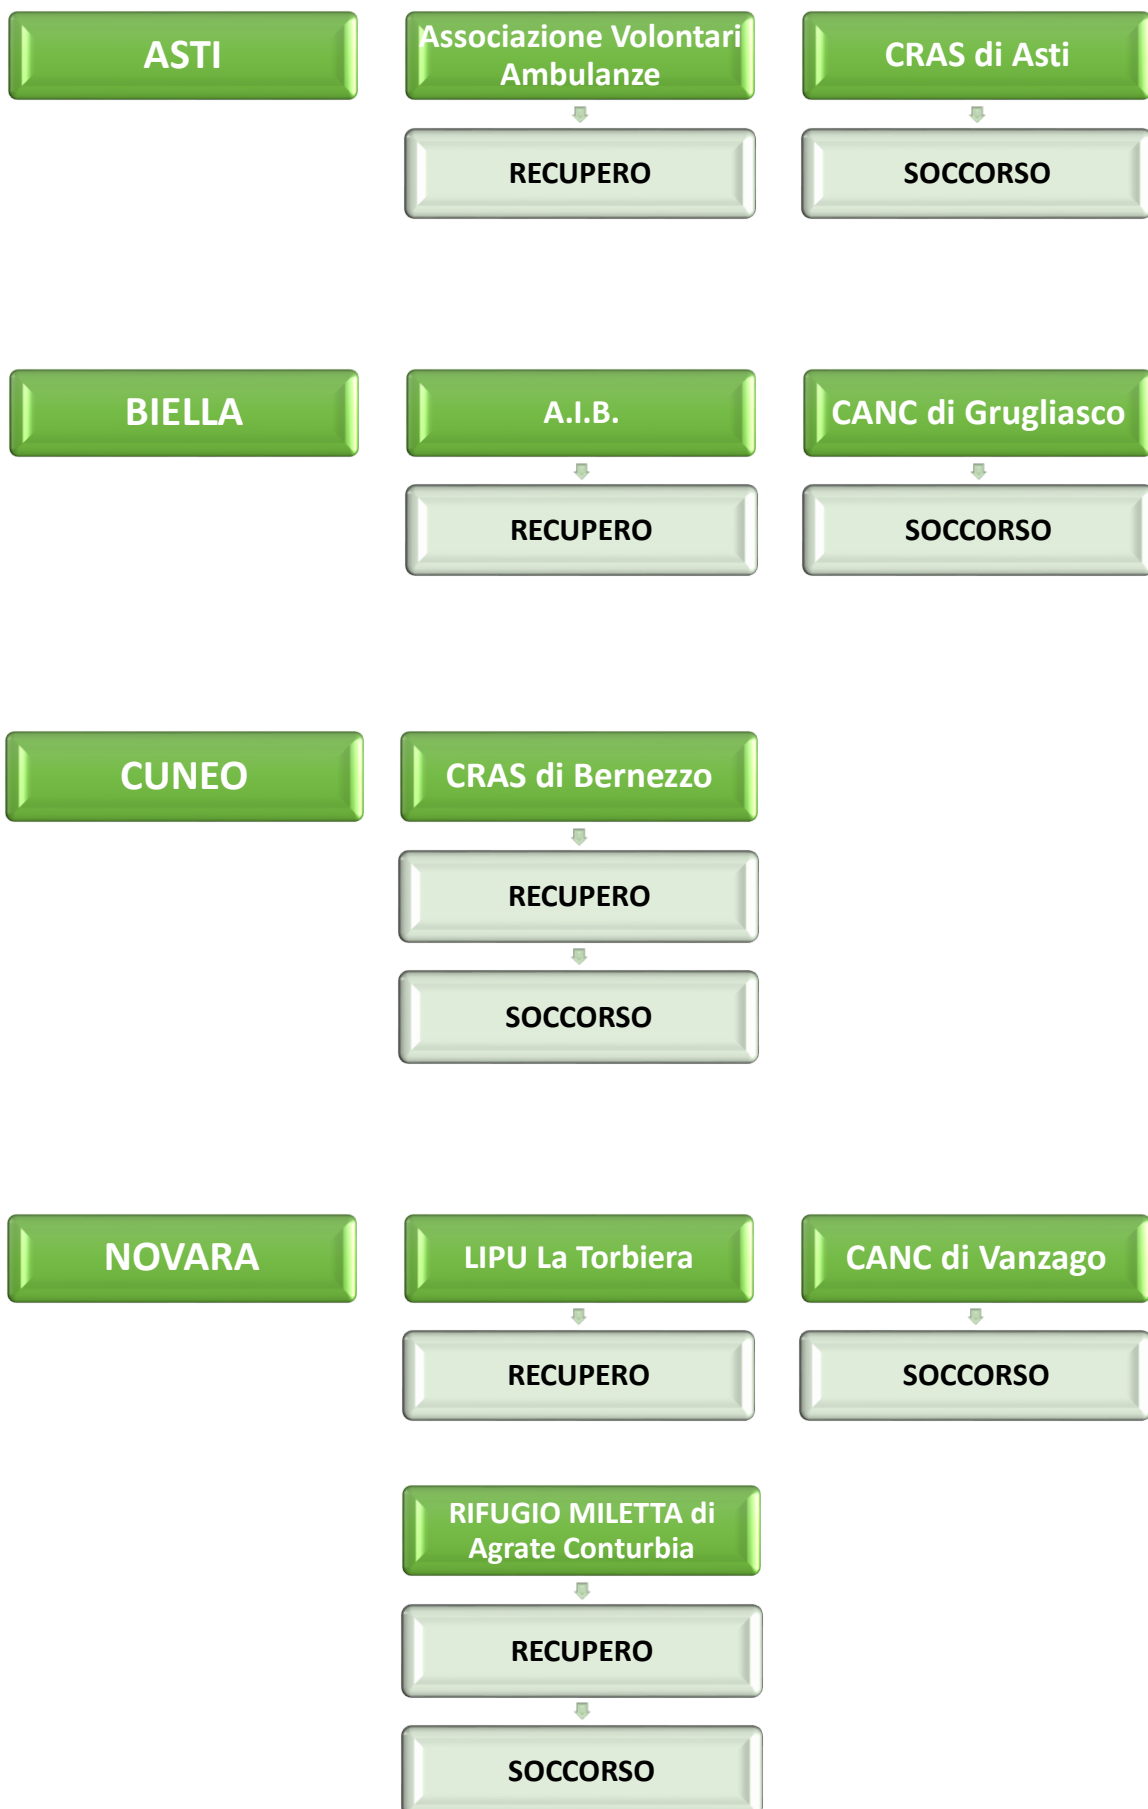 ASTI
Associazione Volontari
Ambulanze
CRAS di Asti
RECUPERO
SOCCORSO
BIELLA
A.I.B.
CANC di Grugliasco
RECUPERO
SOCCORSO
CUNEO
CRAS di Bernezzo
RECUPERO
SOCCORSO
NOVARA
LIPU La Torbiera
CANC di Vanzago
RECUPERO
SOCCORSO
RIFUGIO MILETTA di
Agrate Conturbia
RECUPERO
SOCCORSO